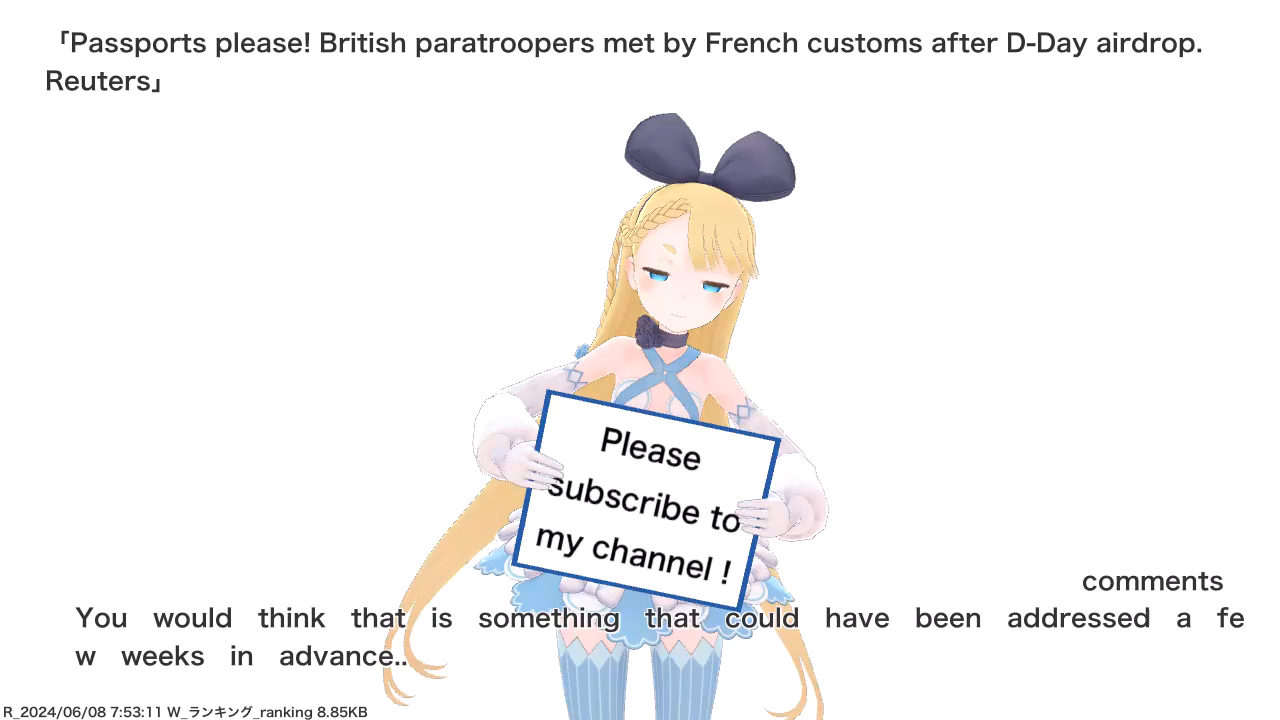 「Passports please! British paratroopers met by French customs after D-Day airdrop.
Reuters」
Please
subscribe to
my channel !
comments
You would think that is something that could have been addressed a fe
w weeks in advance..
R_2024/06/08 7:53:11 W_ランキング_ranking 8.85KB